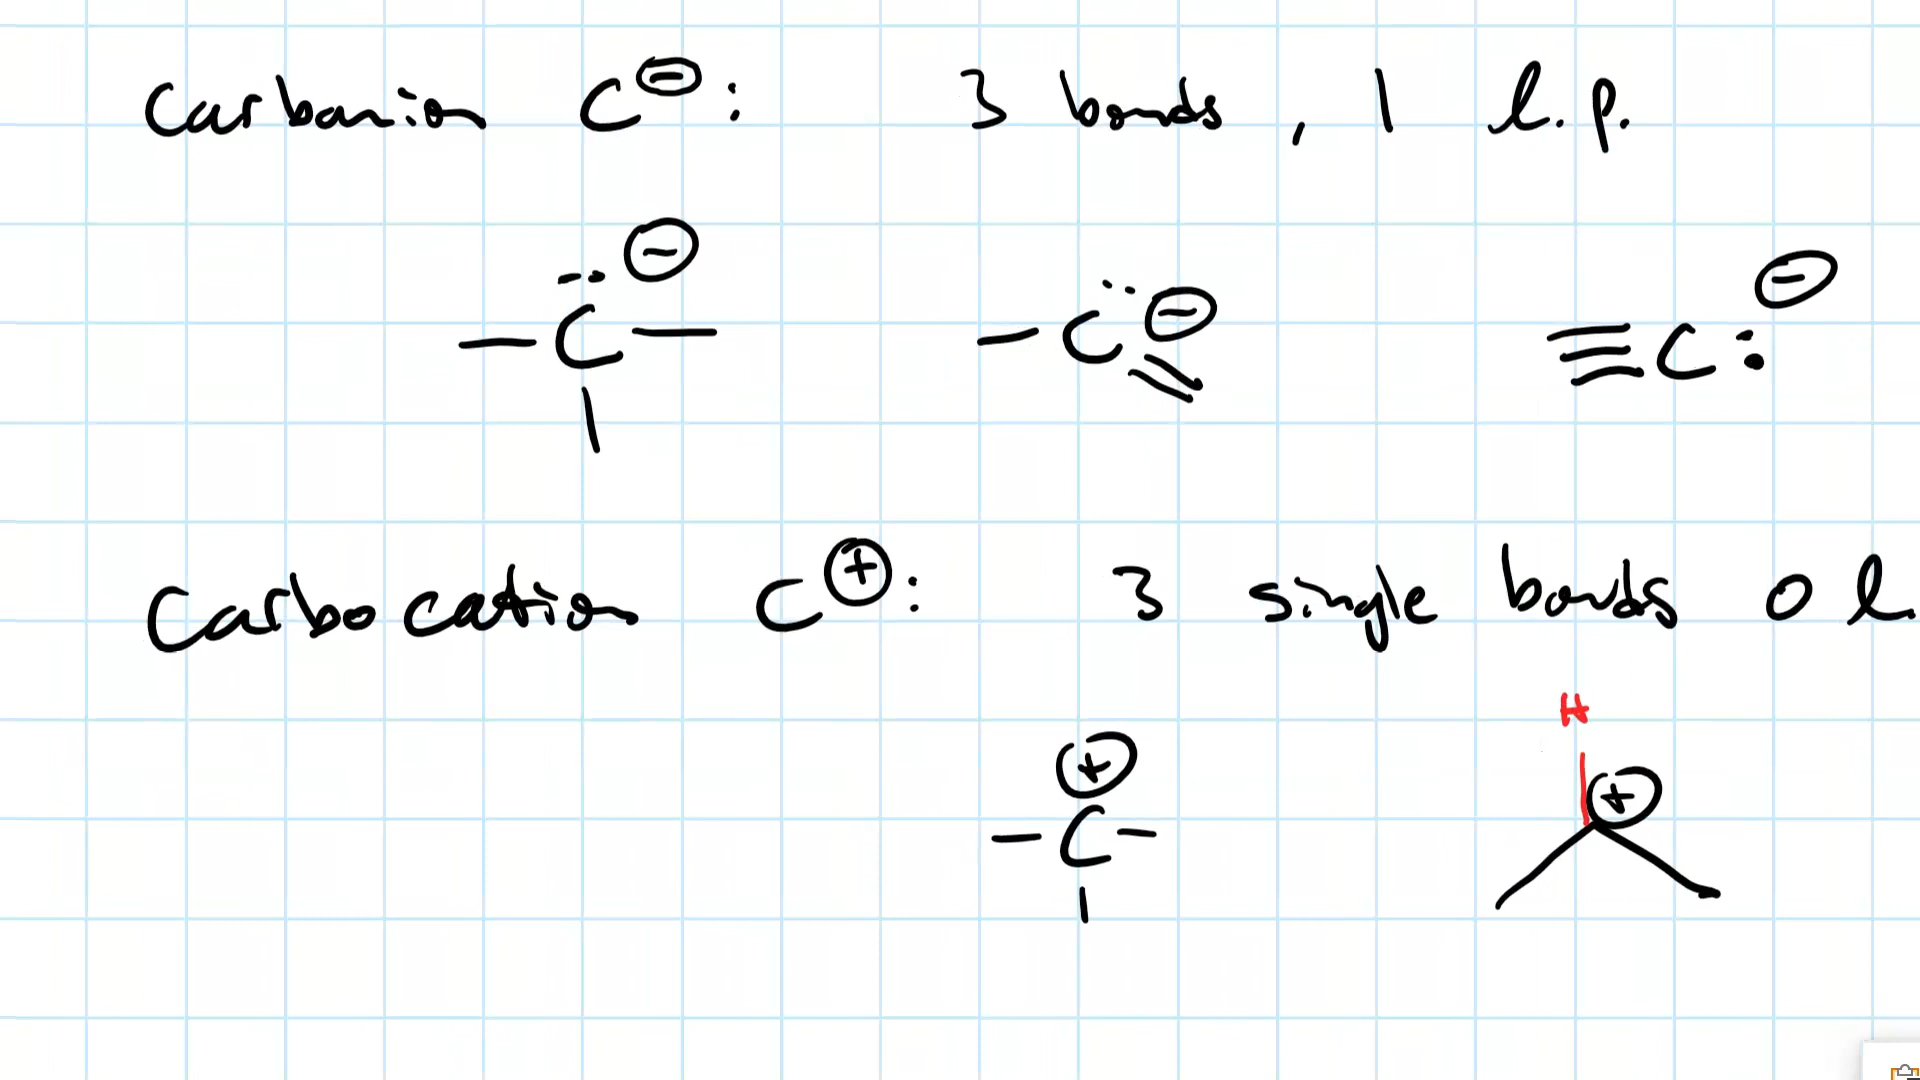 Carbanion C⊖: 3 bonds, 1 l.p.
⊖ ⊖ ⊖
C C C
Carbocation C⊕: 3 single bonds 0 l.
H
⊕ ⊕
C